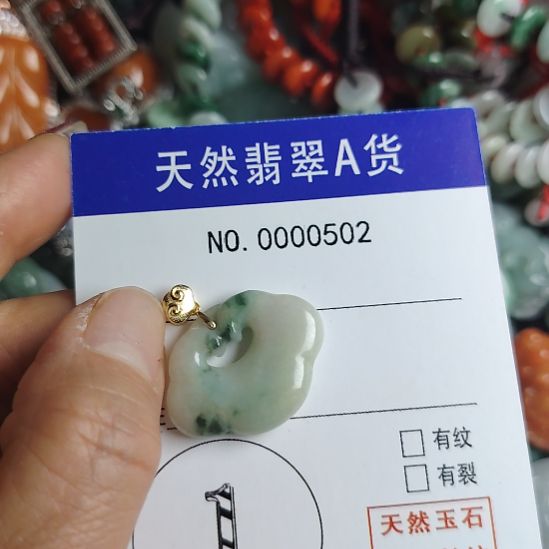 天然翡翠A货
NO. 0000502
有纹
有裂
天然玉石